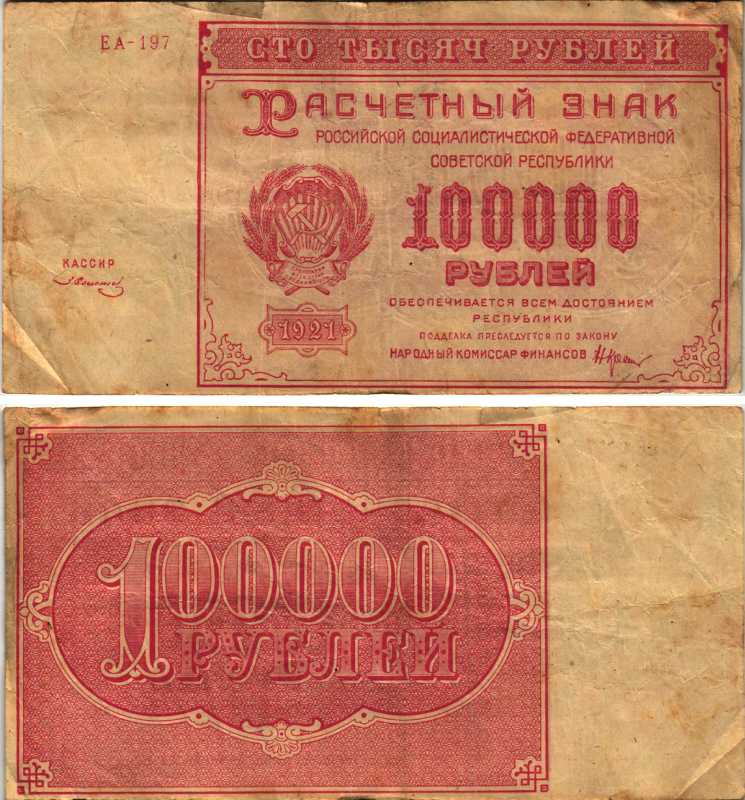 ЕА-197
СТО ТЫСЯЧ РУБЛЕЙ
РАСЧЕТНЫЙ ЗНАК
РОССИЙСКОЙ СОЦИАЛИСТИЧЕСКОЙ ФЕДЕРАТИВНОЙ
СОВЕТСКОЙ РЕСПУБЛИКИ
100000
РУБЛЕЙ
КАССИР
1921
ОБЕСПЕЧИВАЕТСЯ ВСЕМ ДОСТОЯНИЕМ
РЕСПУБЛИКИ
ПОДДЕЛКА ПРЕСЛЕДУЕТСЯ ПО ЗАКОНУ
НАРОДНЫЙ КОМИССАР ФИНАНСОВ
100000
РУБЛЕЙ